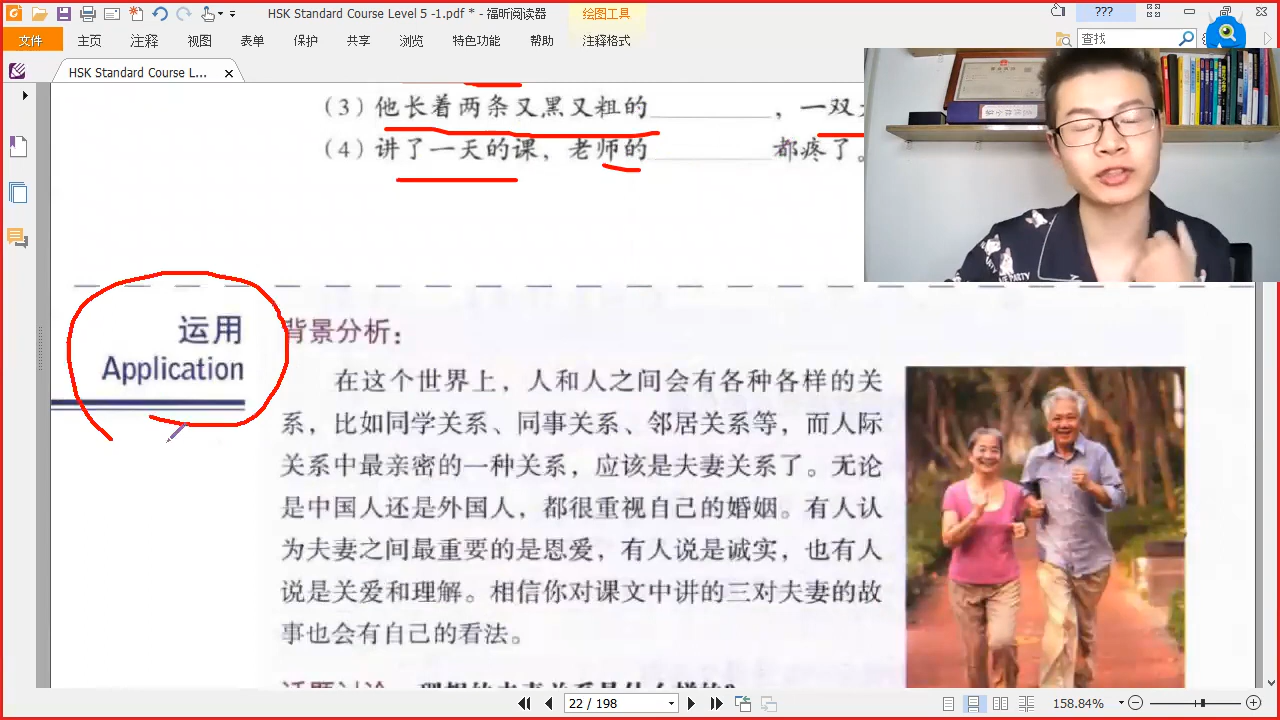 HSK Standard Course Level 5 -1.pdf * - 福昕阅读器
绘图工具
???
文件 主页 注释 视图 表单 保护 共享 浏览 特色功能 帮助 注释格式
查找
HSK Standard Course L...
(3) 他长着两条又黑又粗的________,一双
(4) 讲了一天的课,老师的________都疼了。
运用
Application
背景分析:
在这个世界上,人和人之间会有各种各样的关
系,比如同学关系、同事关系、邻居关系等,而人际
关系中最亲密的一种关系,应该是夫妻关系了。无论
是中国人还是外国人,都很重视自己的婚姻。有人认
为夫妻之间最重要的是恩爱,有人说是诚实,也有人
说是关爱和理解。相信你对课文中讲的三对夫妻的故
事也会有自己的看法。
22 / 198
158.84%